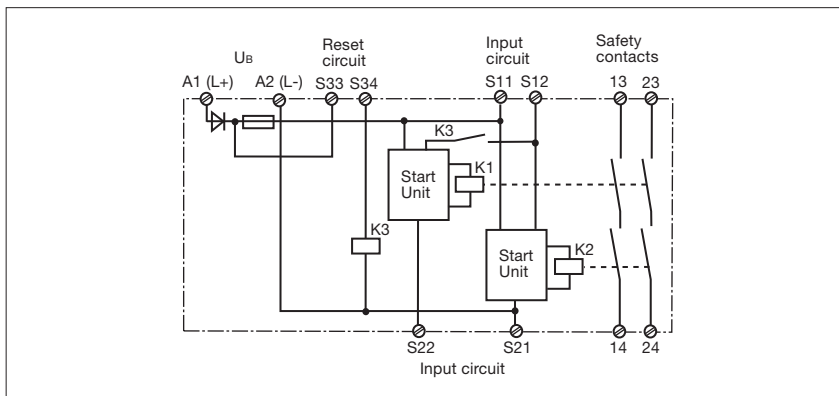 UB
Reset circuit
Input circuit
Safety contacts
A1 (L+)
A2 (L-)
S33
S34
S11
S12
13
23
K3
Start Unit
K1
K3
Start Unit
K2
S22
S21
14
24
Input circuit